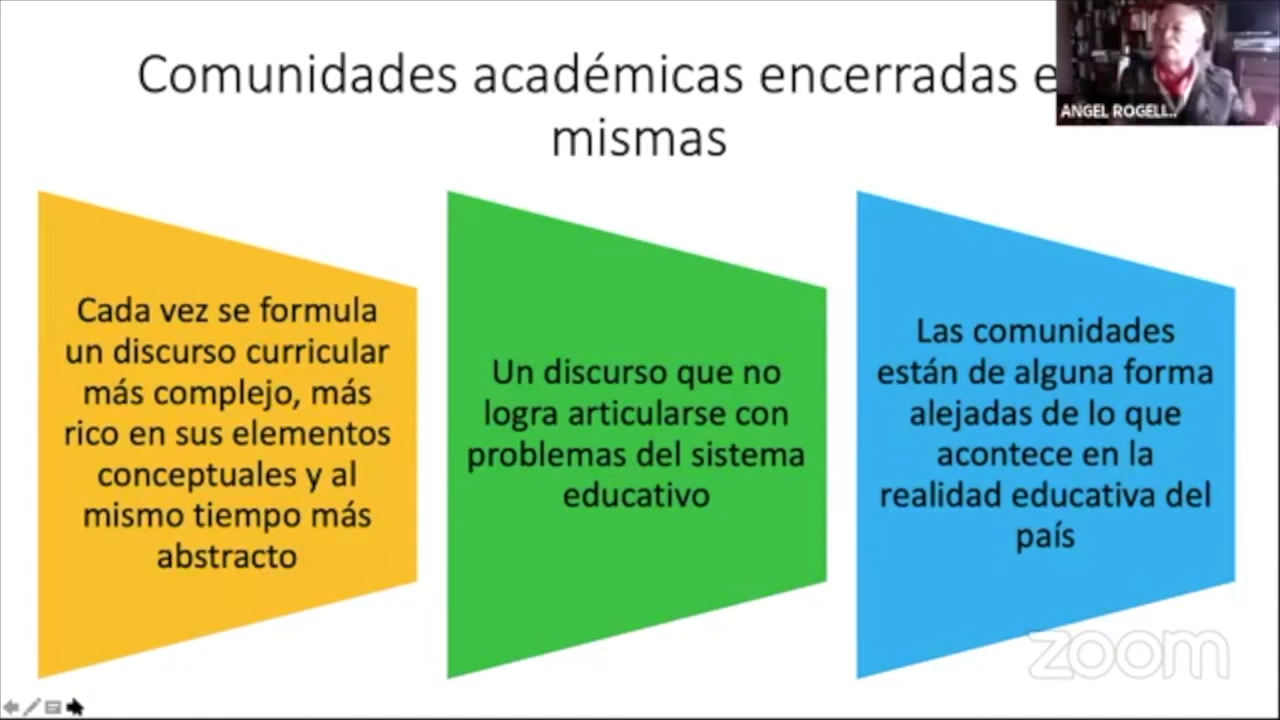 Comunidades académicas encerradas
mismas
ANGEL ROGELL..
Cada vez se formula
un discurso curricular
más complejo, más
rico en sus elementos
conceptuales y al
mismo tiempo más
abstracto
Un discurso que no
logra articularse con
problemas del sistema
educativo
Las comunidades
están de alguna forma
alejadas de lo que
acontece en la
realidad educativa del
país
zoom